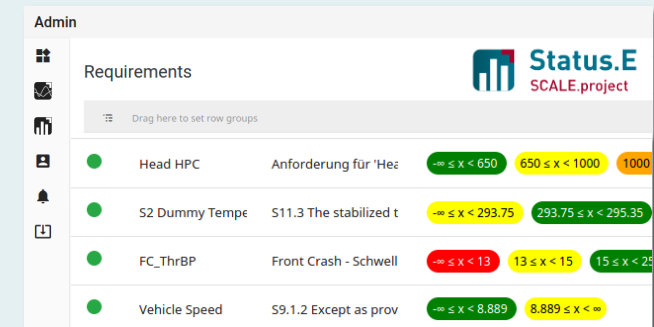 Admin
Requirements
Status.E
SCALE.project
Drag here to set row groups
Head HPC Anforderung für 'Hea -∞ ≤ x < 650 650 ≤ x < 1000 1000
S2 Dummy Tempe S11.3 The stabilized t -∞ ≤ x < 293.75 293.75 ≤ x < 295.35
FC_ThrBP Front Crash - Schwell -∞ ≤ x < 13 13 ≤ x < 15 15 ≤ x < 25
Vehicle Speed S9.1.2 Except as prov -∞ ≤ x < 8.889 8.889 ≤ x < ∞